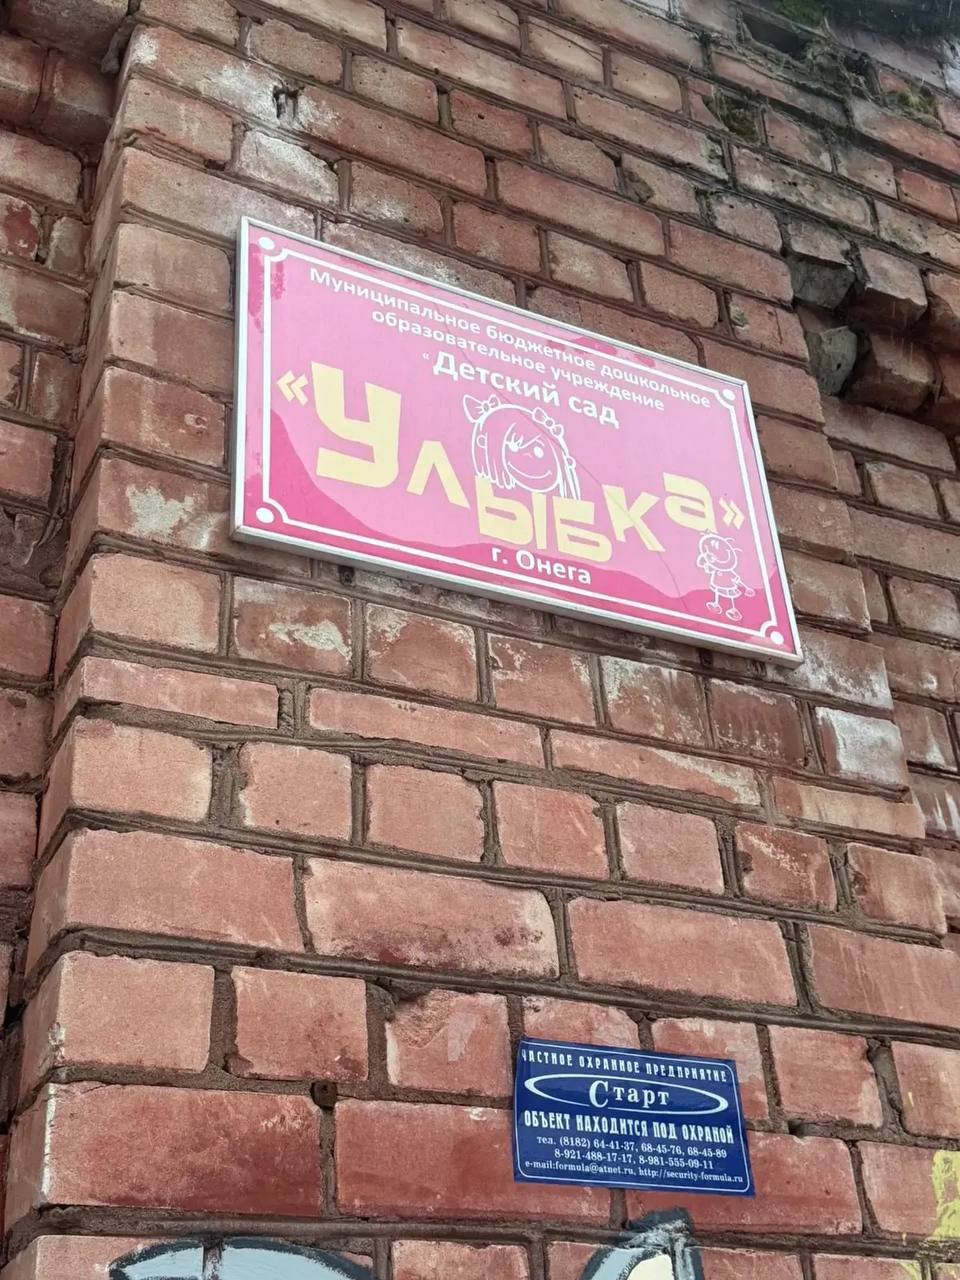 Муниципальное бюджетное дошкольное
образовательное учреждение
"Детский сад
«Улыбка»
г. Онега
ЧАСТНОЕ ОХРАННОЕ ПРЕДПРИЯТИЕ
Старт
ОБЪЕКТ НАХОДИТСЯ ПОД ОХРАНОЙ
тел. (8182) 64-41-37, 68-45-76, 68-45-89
8-921-488-17-17, 8-981-555-09-11
e-mail:formula@atnet.ru, http://security-formula.ru